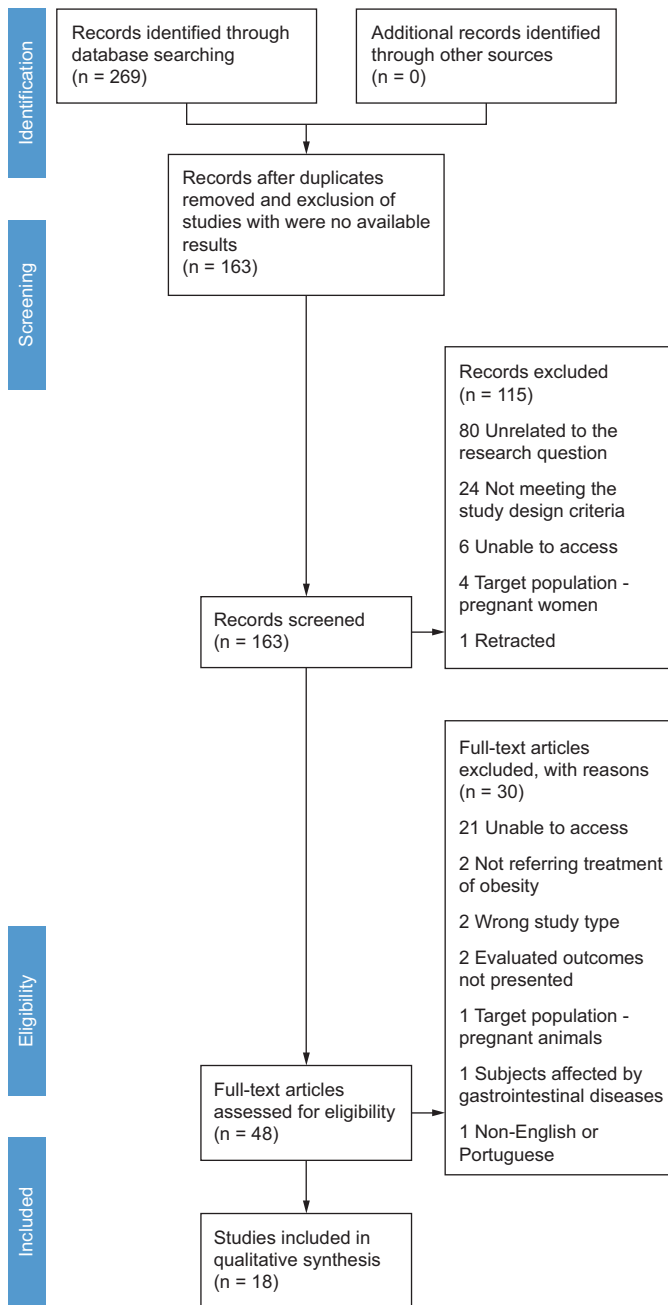 Identification
Records identified through
database searching
(n = 269)
Additional records identified
through other sources
(n = 0)
Records after duplicates
removed and exclusion of
studies with were no available
results
(n = 163)
Screening
Records excluded
(n = 115)
80 Unrelated to the
research question
24 Not meeting the
study design criteria
6 Unable to access
4 Target population -
pregnant women
1 Retracted
Records screened
(n = 163)
Full-text articles
excluded, with reasons
(n = 30)
21 Unable to access
2 Not referring treatment
of obesity
2 Wrong study type
2 Evaluated outcomes
not presented
1 Target population -
pregnant animals
1 Subjects affected by
gastrointestinal diseases
1 Non-English or
Portuguese
Eligibility
Full-text articles
assessed for eligibility
(n = 48)
Included
Studies included in
qualitative synthesis
(n = 18)